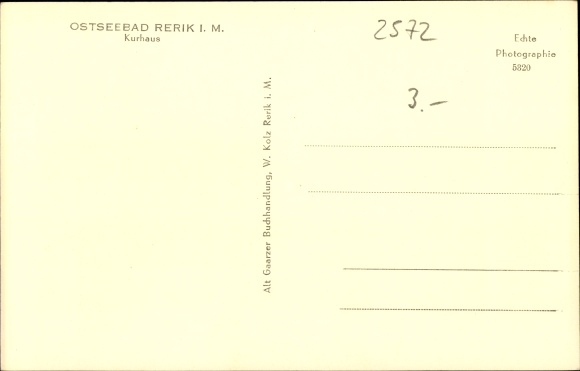 OSTSEEBAD RERIK I. M.
Kurhaus
2572
Echte
Photographie
5320
3.-
Alt Gaarzer Buchhandlung, W. Kolz Rerik i. M.